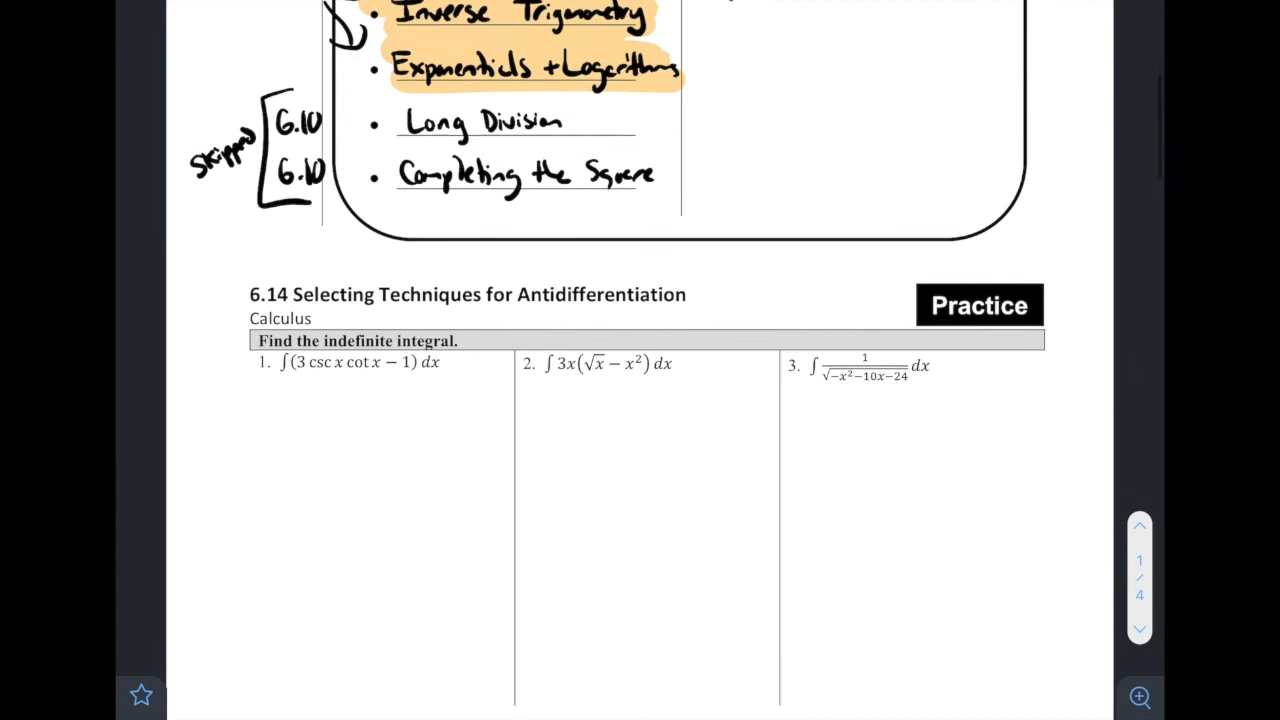 • Inverse Trigonometry
• Exponentials + Logarithms
Skipped
6.10 • Long Division
6.10 • Completing the Square
6.14 Selecting Techniques for Antidifferentiation
Calculus
Practice
Find the indefinite integral.
1. ∫(3 csc x cot x − 1) dx
2. ∫ 3x(√x − x²) dx
3. ∫ 1/√(−x²−10x−24) dx
1
/
4